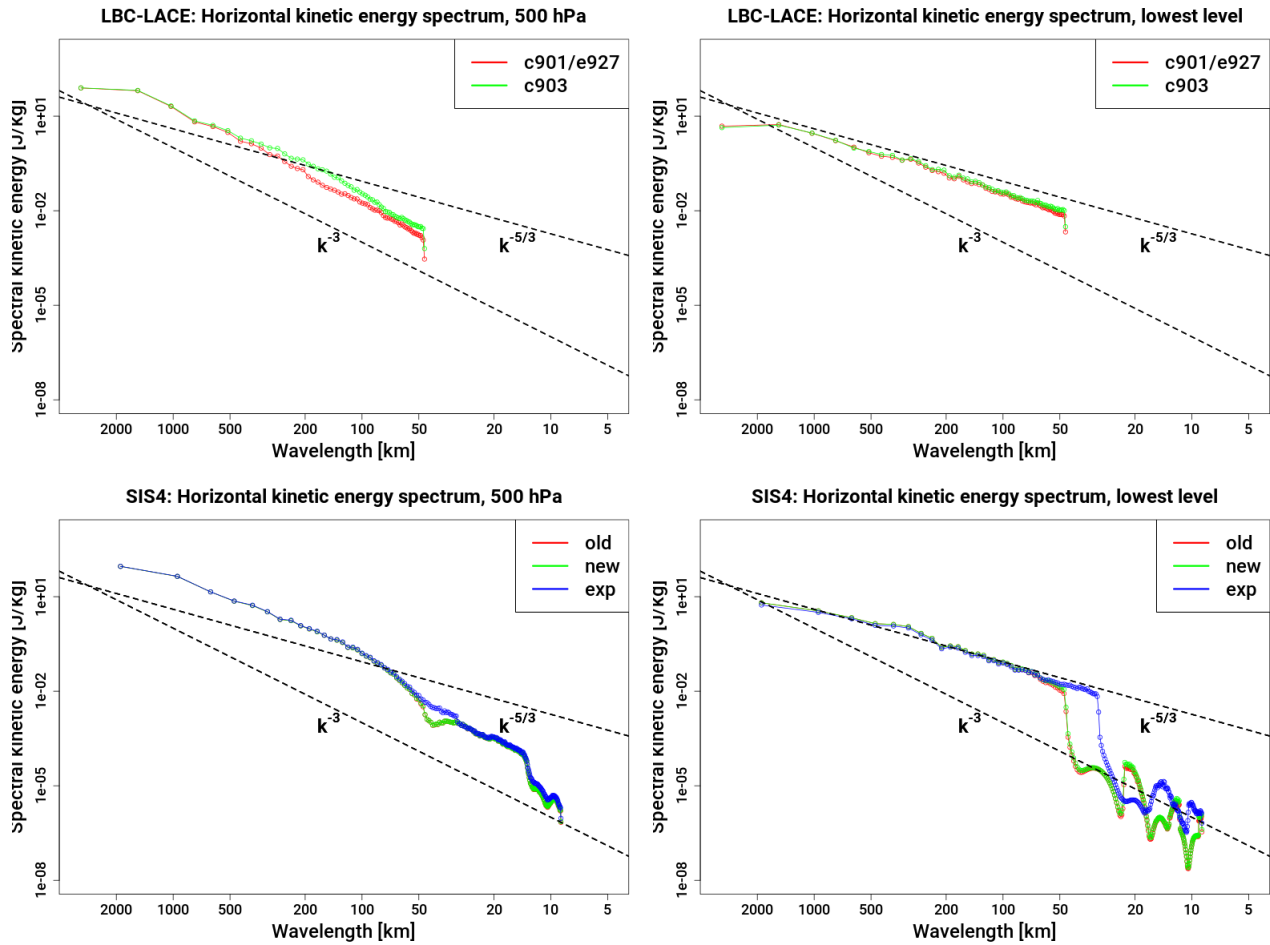 LBC-LACE: Horizontal kinetic energy spectrum, 500 hPa
c901/e927
c903
Spectral kinetic energy [J/Kg]
1e+01
1e-02
1e-05
1e-08
k-3
k-5/3
2000 1000 500 200 100 50 20 10 5
Wavelength [km]
LBC-LACE: Horizontal kinetic energy spectrum, lowest level
c901/e927
c903
Spectral kinetic energy [J/Kg]
1e+01
1e-02
1e-05
1e-08
k-3
k-5/3
2000 1000 500 200 100 50 20 10 5
Wavelength [km]
SIS4: Horizontal kinetic energy spectrum, 500 hPa
old
new
exp
Spectral kinetic energy [J/Kg]
1e+01
1e-02
1e-05
1e-08
k-3
k-5/3
2000 1000 500 200 100 50 20 10 5
Wavelength [km]
SIS4: Horizontal kinetic energy spectrum, lowest level
old
new
exp
Spectral kinetic energy [J/Kg]
1e+01
1e-02
1e-05
1e-08
k-3
k-5/3
2000 1000 500 200 100 50 20 10 5
Wavelength [km]